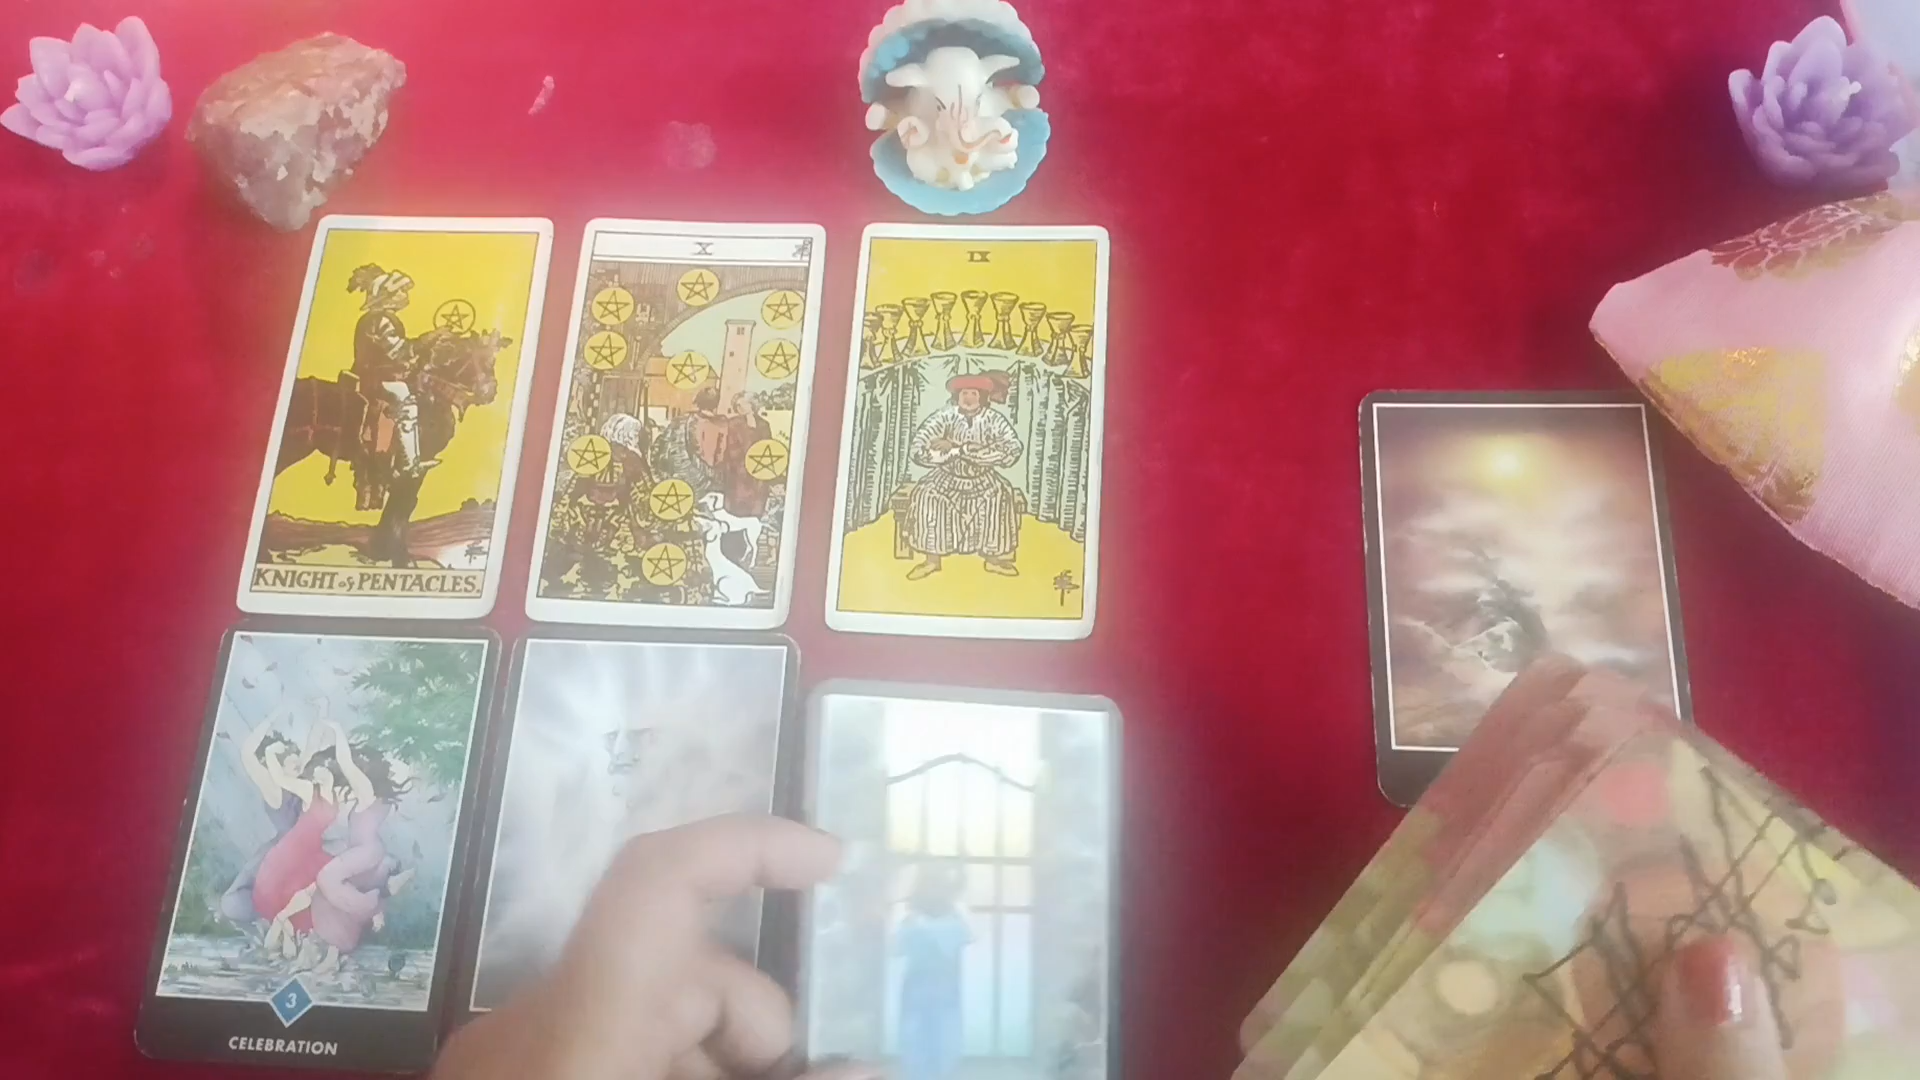 X
IX
KNIGHT of PENTACLES.
3
CELEBRATION